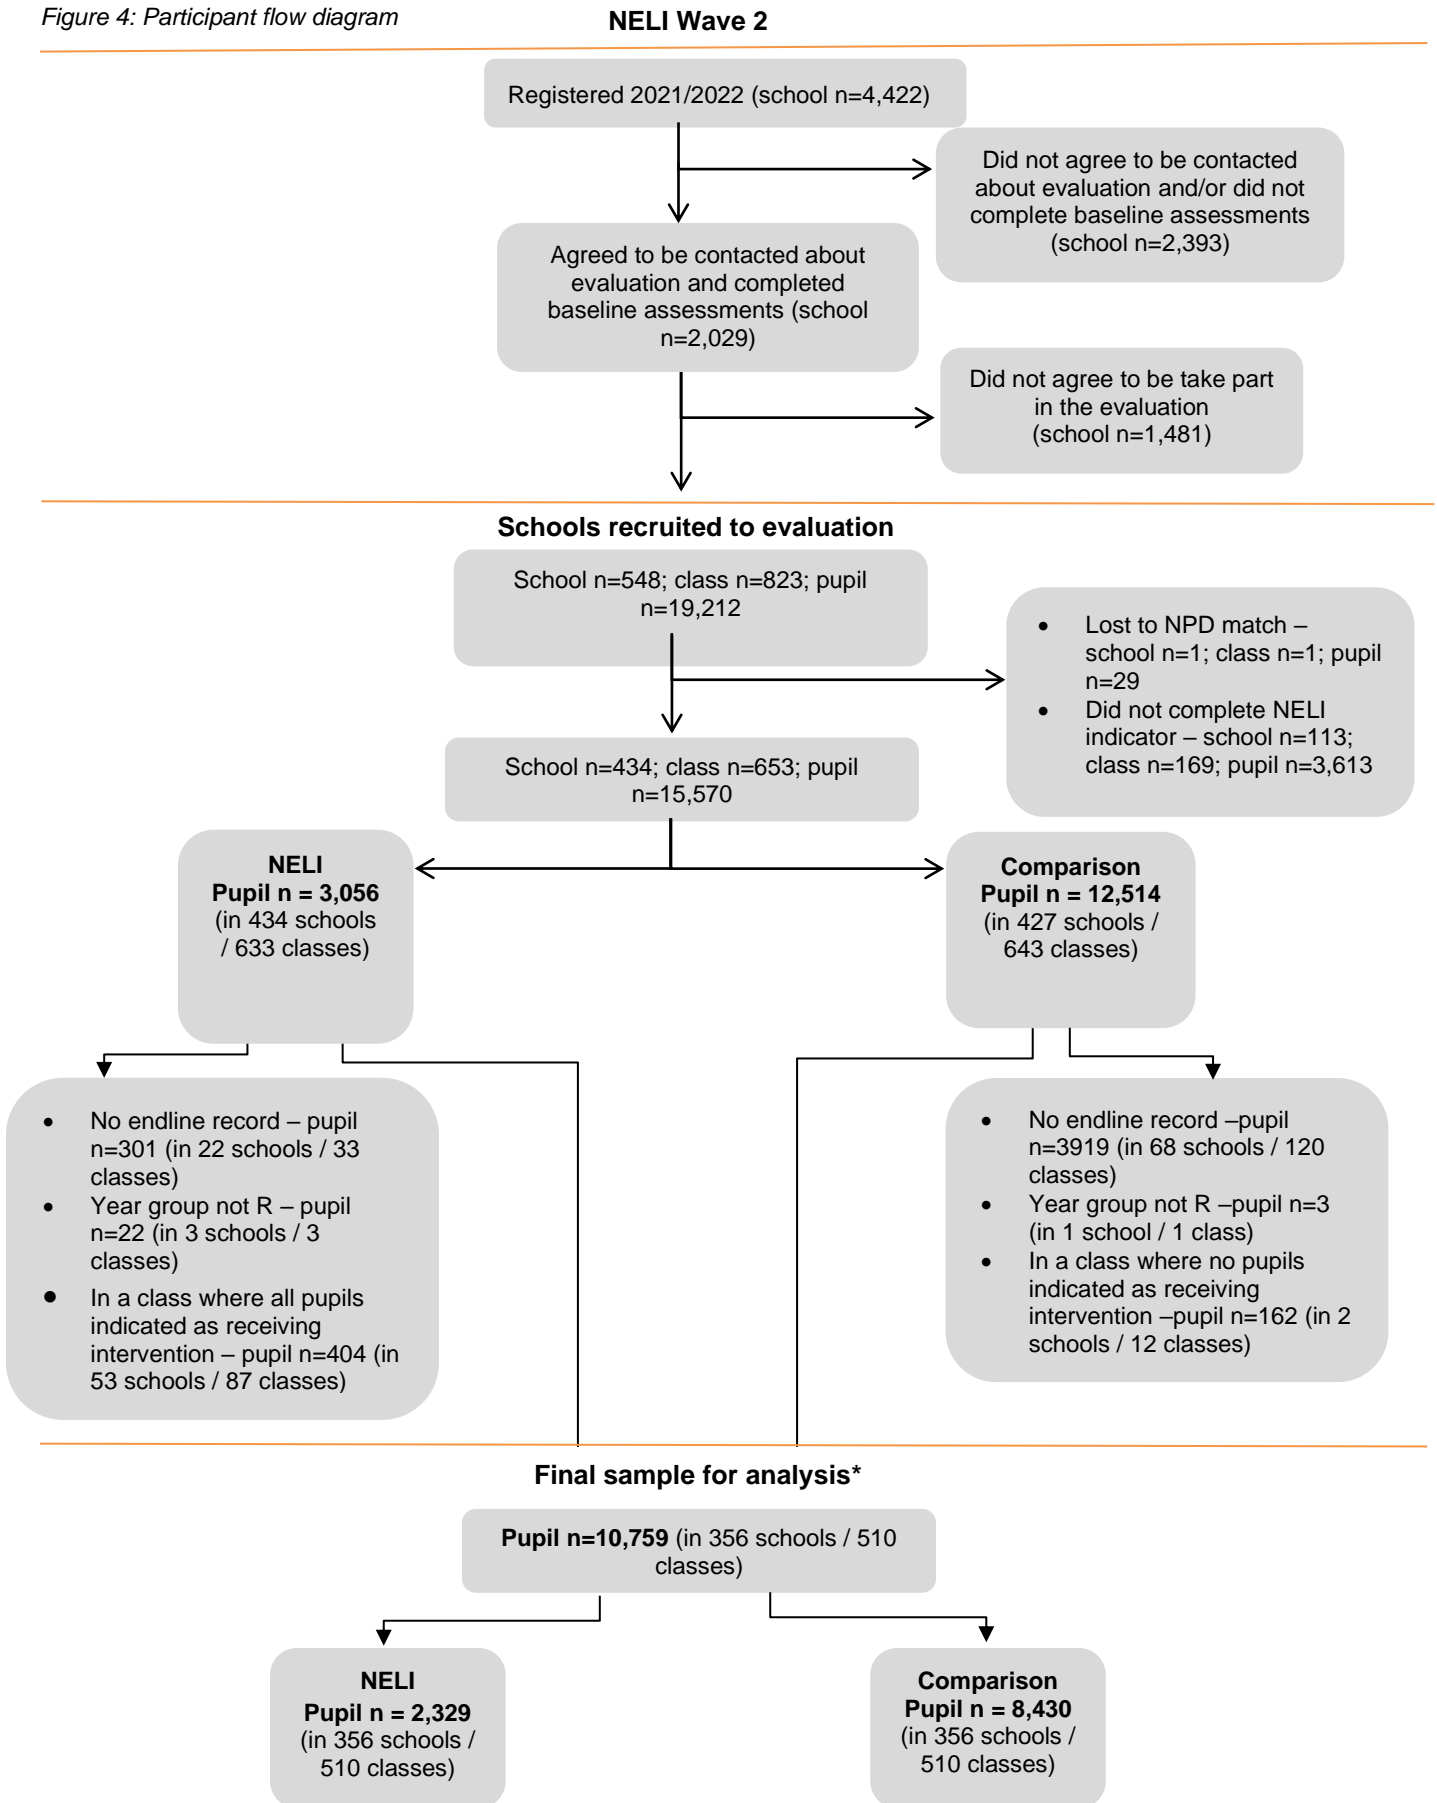 Figure 4: Participant flow diagram
NELI Wave 2
Registered 2021/2022 (school n=4,422)
Did not agree to be contacted
about evaluation and/or did not
complete baseline assessments
(school n=2,393)
Agreed to be contacted about
evaluation and completed
baseline assessments (school
n=2,029)
Did not agree to be take part
in the evaluation
(school n=1,481)
Schools recruited to evaluation
School n=548; class n=823; pupil
n=19,212
• Lost to NPD match –
school n=1; class n=1; pupil
n=29
• Did not complete NELI
indicator – school n=113;
class n=169; pupil n=3,613
School n=434; class n=653; pupil
n=15,570
NELI
Pupil n = 3,056
(in 434 schools
/ 633 classes)
Comparison
Pupil n = 12,514
(in 427 schools /
643 classes)
• No endline record – pupil
n=301 (in 22 schools / 33
classes)
• Year group not R – pupil
n=22 (in 3 schools / 3
classes)
• In a class where all pupils
indicated as receiving
intervention – pupil n=404 (in
53 schools / 87 classes)
• No endline record –pupil
n=3919 (in 68 schools / 120
classes)
• Year group not R –pupil n=3
(in 1 school / 1 class)
• In a class where no pupils
indicated as receiving
intervention –pupil n=162 (in 2
schools / 12 classes)
Final sample for analysis*
Pupil n=10,759 (in 356 schools / 510
classes)
NELI
Pupil n = 2,329
(in 356 schools /
510 classes)
Comparison
Pupil n = 8,430
(in 356 schools /
510 classes)